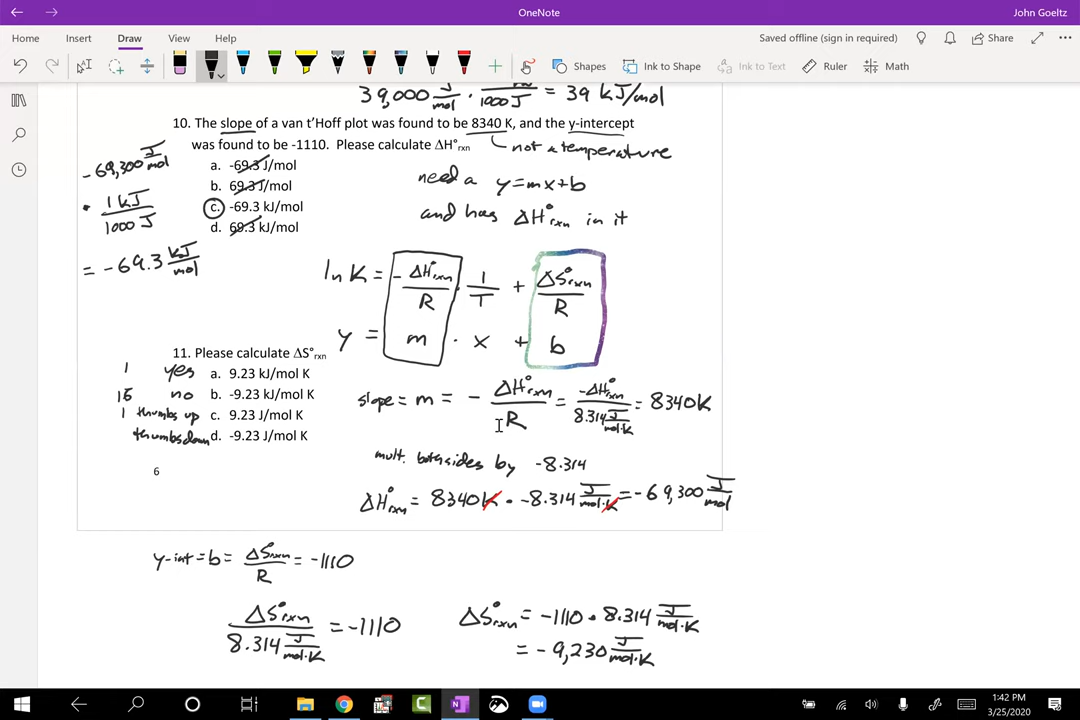 OneNote
John Goeltz
Home Insert Draw View Help
Saved offline (sign in required)
Share
Shapes
Ink to Shape
Ink to Text
Ruler
Math
39,000 J/mol · /1000 J = 39 kJ/mol
10. The slope of a van t'Hoff plot was found to be 8340 K, and the y-intercept
was found to be -1110. Please calculate ΔH°rxn
not a temperature
-69,300 J/mol
· 1 kJ/1000 J
= -69.3 kJ/mol
a. -69.3 J/mol
b. 69.3 J/mol
c. -69.3 kJ/mol
d. 69.3 kJ/mol
need a y=mx+b
and has ΔH°rxn in it
ln K = -ΔH°rxn/R · 1/T + ΔS°rxn/R
y = m · x + b
11. Please calculate ΔS°rxn
1 yes a. 9.23 kJ/mol K
15 no b. -9.23 kJ/mol K
1 thumbs up c. 9.23 J/mol K
thumbs down d. -9.23 J/mol K
slope = m = -ΔH°rxn/R = -ΔH°rxn/8.314 J/mol·K = 8340K
mult. both sides by -8.314
ΔH°rxn = 8340K · -8.314 J/mol·K = -69,300 J/mol
6
y-int = b = ΔS°rxn/R = -1110
ΔS°rxn/8.314 J/mol·K = -1110
ΔS°rxn = -1110 · 8.314 J/mol·K
= -9,230 J/mol·K
1:42 PM
3/25/2020